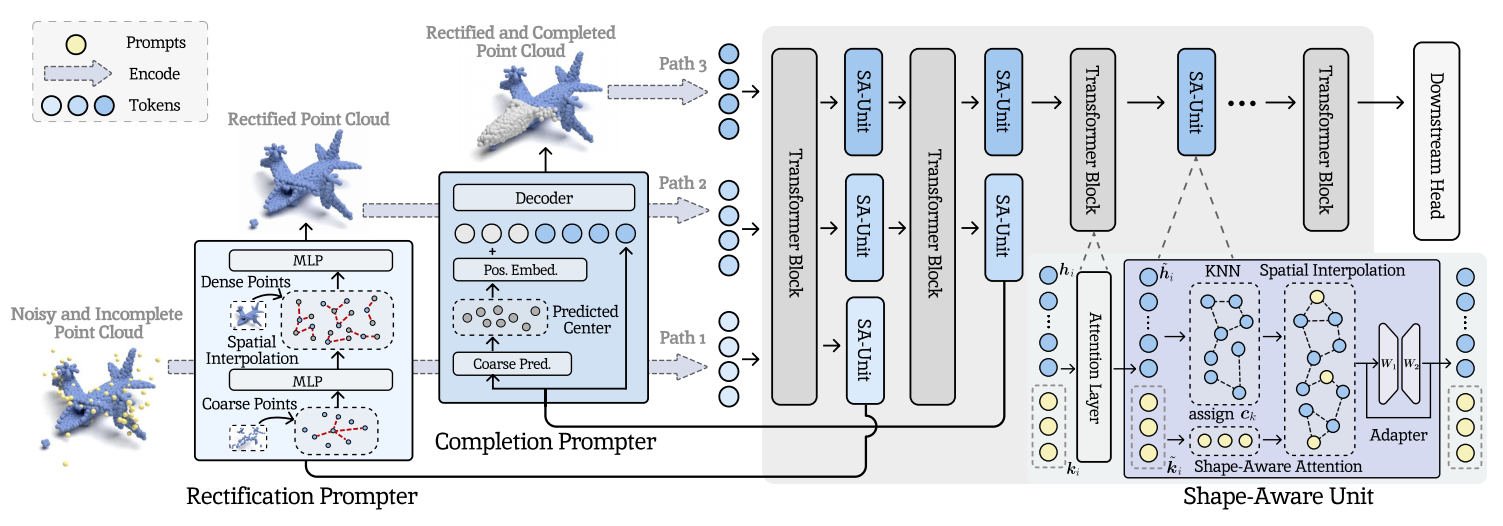 Prompts
Encode
Tokens
Noisy and Incomplete
Point Cloud
Rectified Point Cloud
Rectified and Completed
Point Cloud
MLP
Dense Points
Spatial
Interpolation
MLP
Coarse Points
Rectification Prompter
Decoder
+
Pos. Embed.
Predicted
Center
Coarse Pred.
Completion Prompter
Path 3
Path 2
Path 1
Transformer Block
SA-Unit
SA-Unit
SA-Unit
Transformer Block
SA-Unit
SA-Unit
Transformer Block
SA-Unit
Transformer Block
Downstream Head
h_i
k_i
Attention Layer
h̃_i
k̃_i
KNN
Spatial Interpolation
assign c_k
Shape-Aware Attention
W_1
W_2
Adapter
Shape-Aware Unit